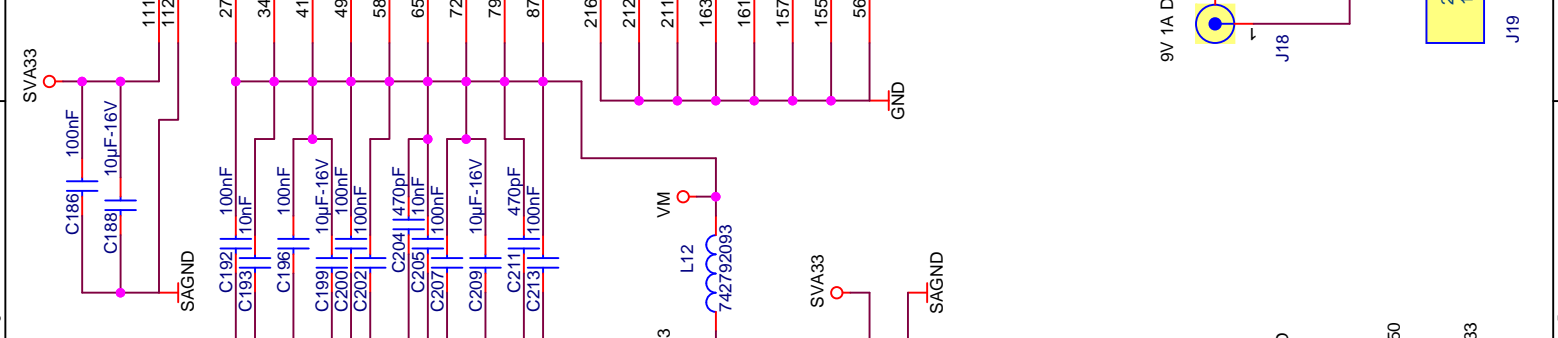 111
112
27
34
41
49
58
65
72
79
87
216
212
211
163
161
157
155
56
9V 1A D
1
J18
J19
SVA33
100nF
10µF-16V
C186
C188
SAGND
GND
100nF
10nF
100nF
10µF-16V
100nF
470pF
10nF
100nF
10µF-16V
470pF
100nF
C192
C193
C196
C199
C200
C202
C204
C205
C207
C209
C211
C213
VM
L12
742792093
SVA33
SAGND
3
50
33